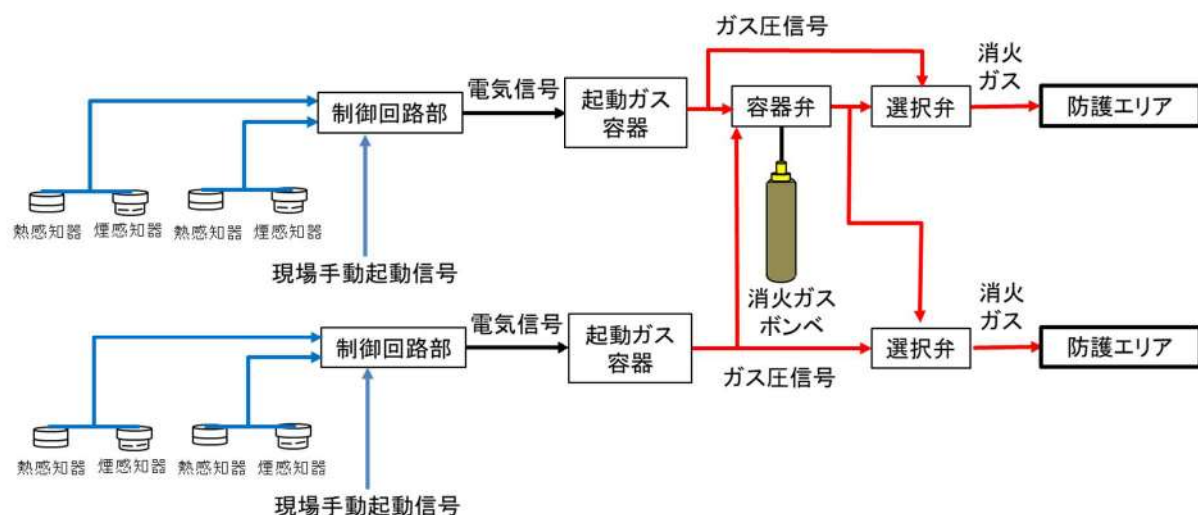 ガス圧信号
消火
ガス
電気信号
起動ガス
容器
制御回路部
容器弁
選択弁
防護エリア
熱感知器
煙感知器
熱感知器
煙感知器
現場手動起動信号
消火ガス
ボンベ
消火
ガス
電気信号
起動ガス
容器
制御回路部
選択弁
防護エリア
ガス圧信号
熱感知器
煙感知器
熱感知器
煙感知器
現場手動起動信号